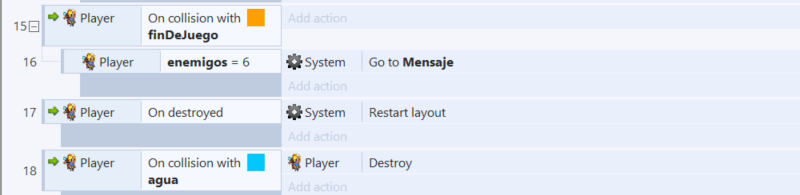 15 Player On collision with Add action
finDeJuego
16 Player enemigos = 6 System Go to Mensaje
Add action
17 Player On destroyed System Restart layout
Add action
18 Player On collision with Player Destroy
agua Add action